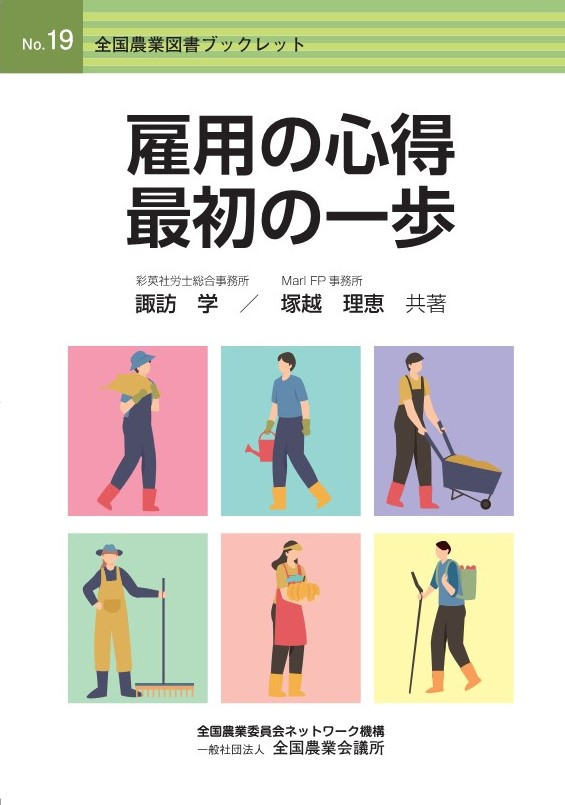 No.19 全国農業図書ブックレット
雇用の心得
最初の一歩
彩英社労士総合事務所 MarI FP事務所
諏訪 学 ／ 塚越 理恵 共著
全国農業委員会ネットワーク機構
一般社団法人 全国農業会議所